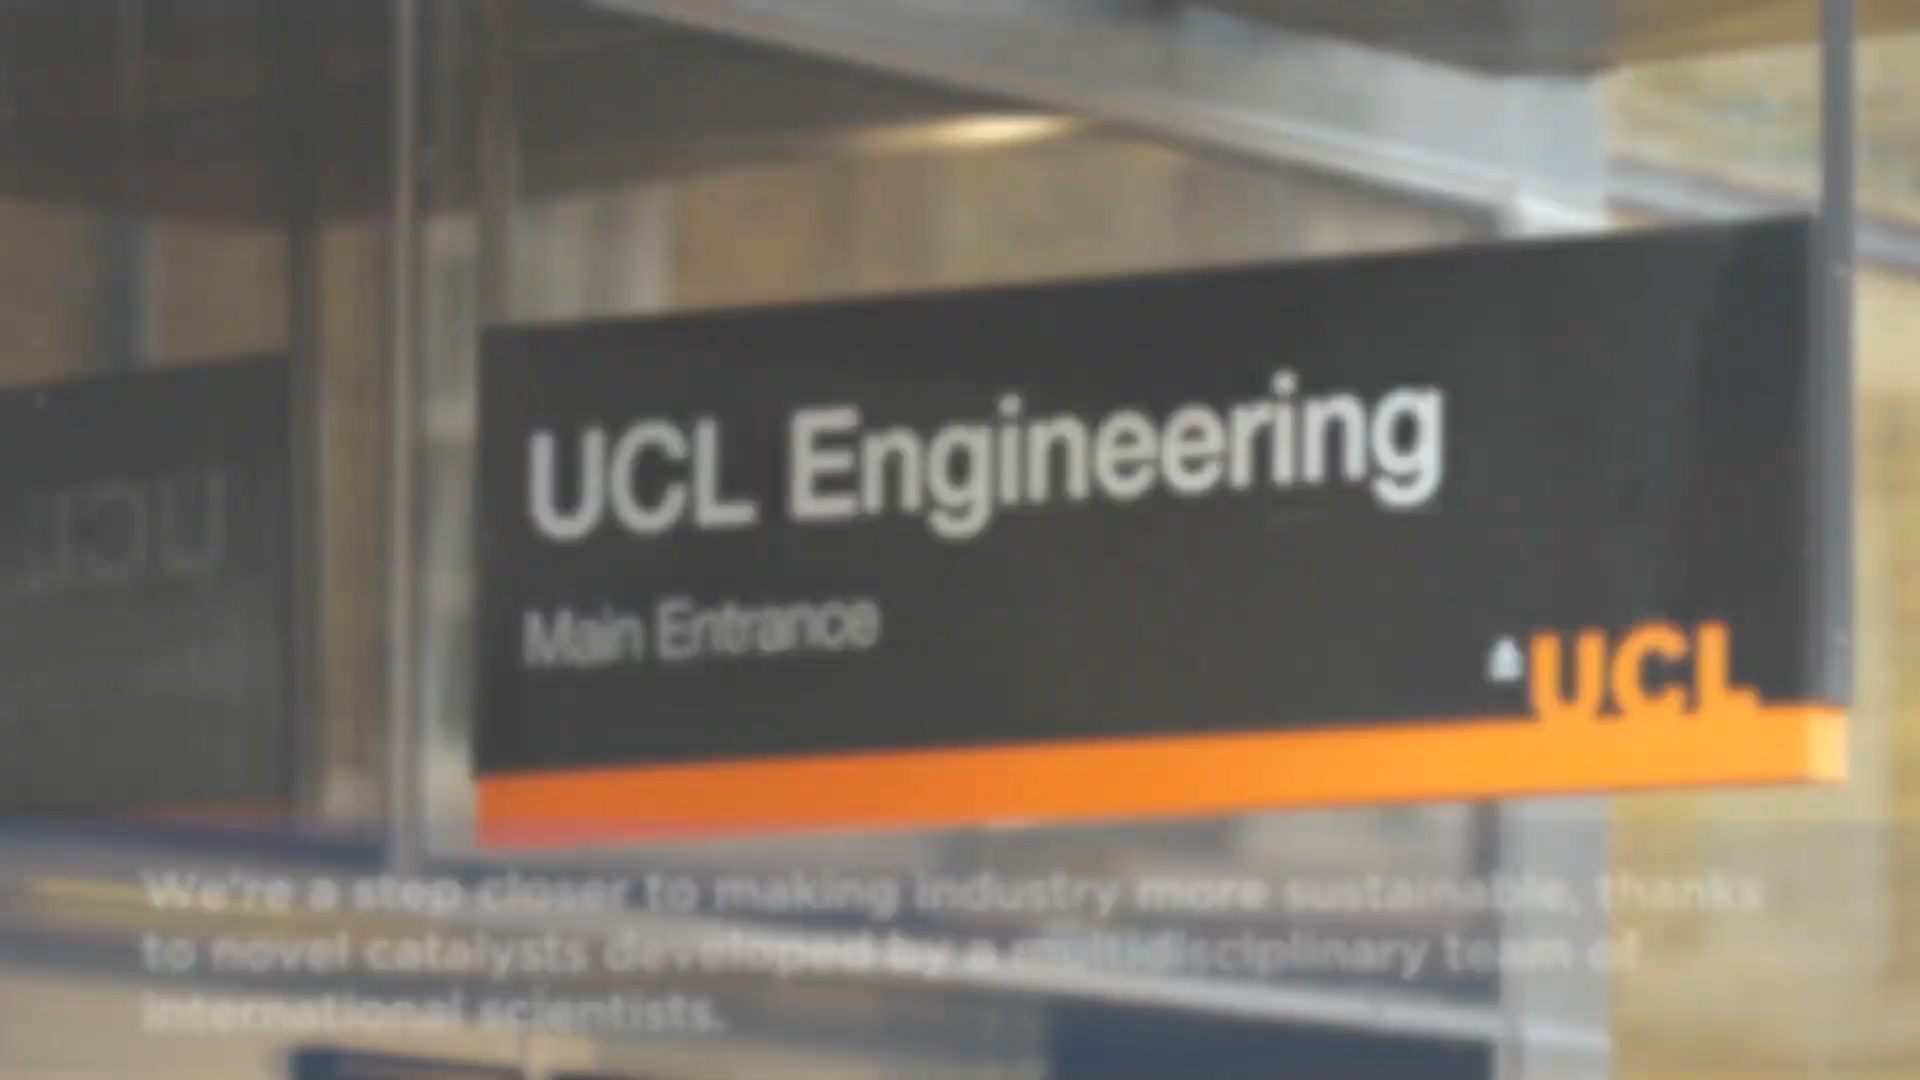 UCL Engineering
Main Entrance
UCL
We're a step closer to making industry more sustainable, thanks
to novel catalysts developed by a multidisciplinary team of
international scientists.